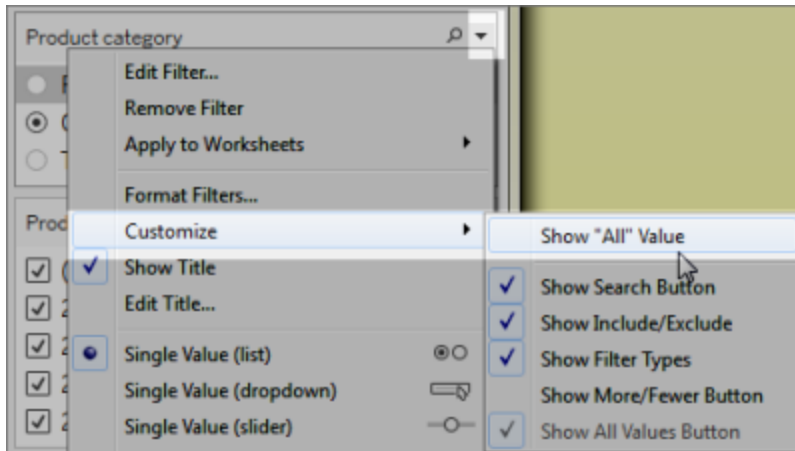 Product category
Edit Filter...
Remove Filter
Apply to Worksheets
Format Filters...
Prod
Customize
Show "All" Value
Show Title
Show Search Button
Edit Title...
Show Include/Exclude
Single Value (list)
Show Filter Types
Single Value (dropdown)
Show More/Fewer Button
Single Value (slider)
Show All Values Button